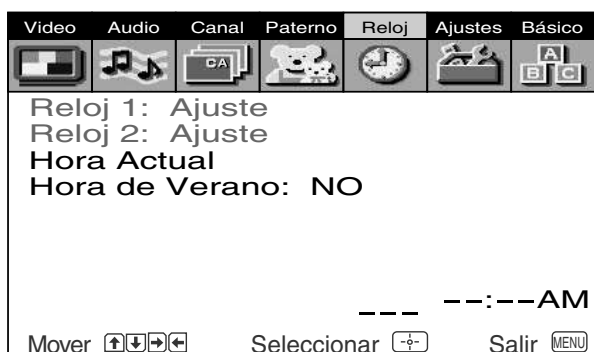 Video Audio Canal Paterno Reloj Ajustes Básico
CA
A
B C
Reloj 1: Ajuste
Reloj 2: Ajuste
Hora Actual
Hora de Verano: NO
___ --:--AM
Mover Seleccionar Salir MENU